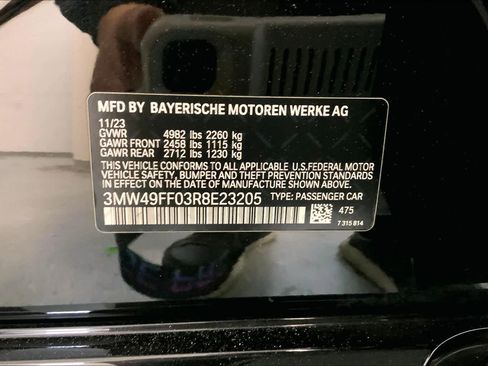 MFD BY BAYERISCHE MOTOREN WERKE AG
11/23
GVWR 4982 lbs 2260 kg
GAWR FRONT 2458 lbs 1115 kg
GAWR REAR 2712 lbs 1230 kg
THIS VEHICLE CONFORMS TO ALL APPLICABLE U.S.FEDERAL MOTOR
VEHICLE SAFETY, BUMPER AND THEFT PREVENTION STANDARDS
IN EFFECT ON THE DATE OF MANUFACTURE SHOWN ABOVE.
3MW49FF03R8E23205 TYPE: PASSENGER CAR
475
7 315 814